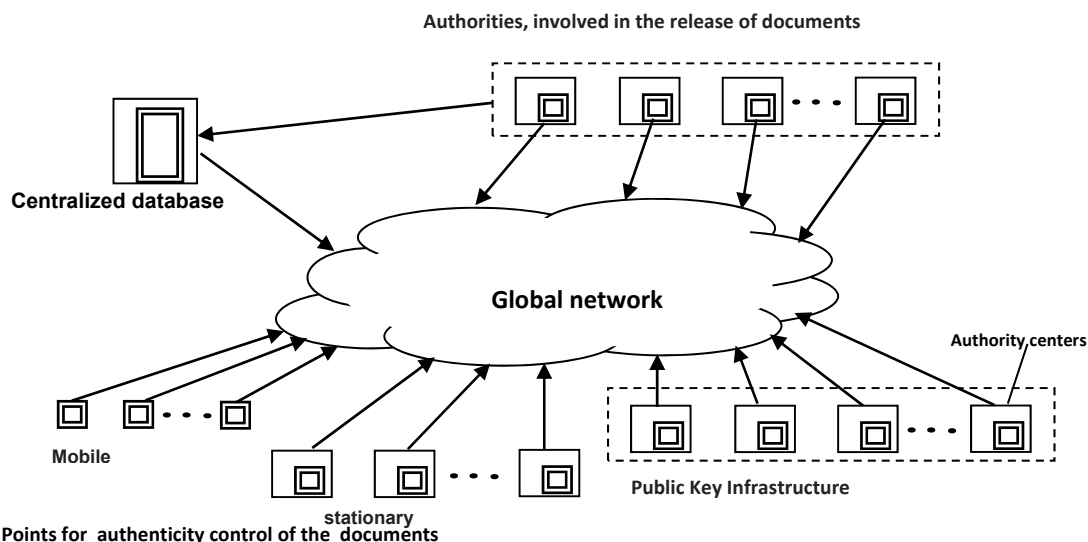 Authorities, involved in the release of documents
Centralized database
Global network
Authority centers
Mobile
Public Key Infrastructure
stationary
Points for authenticity control of the documents